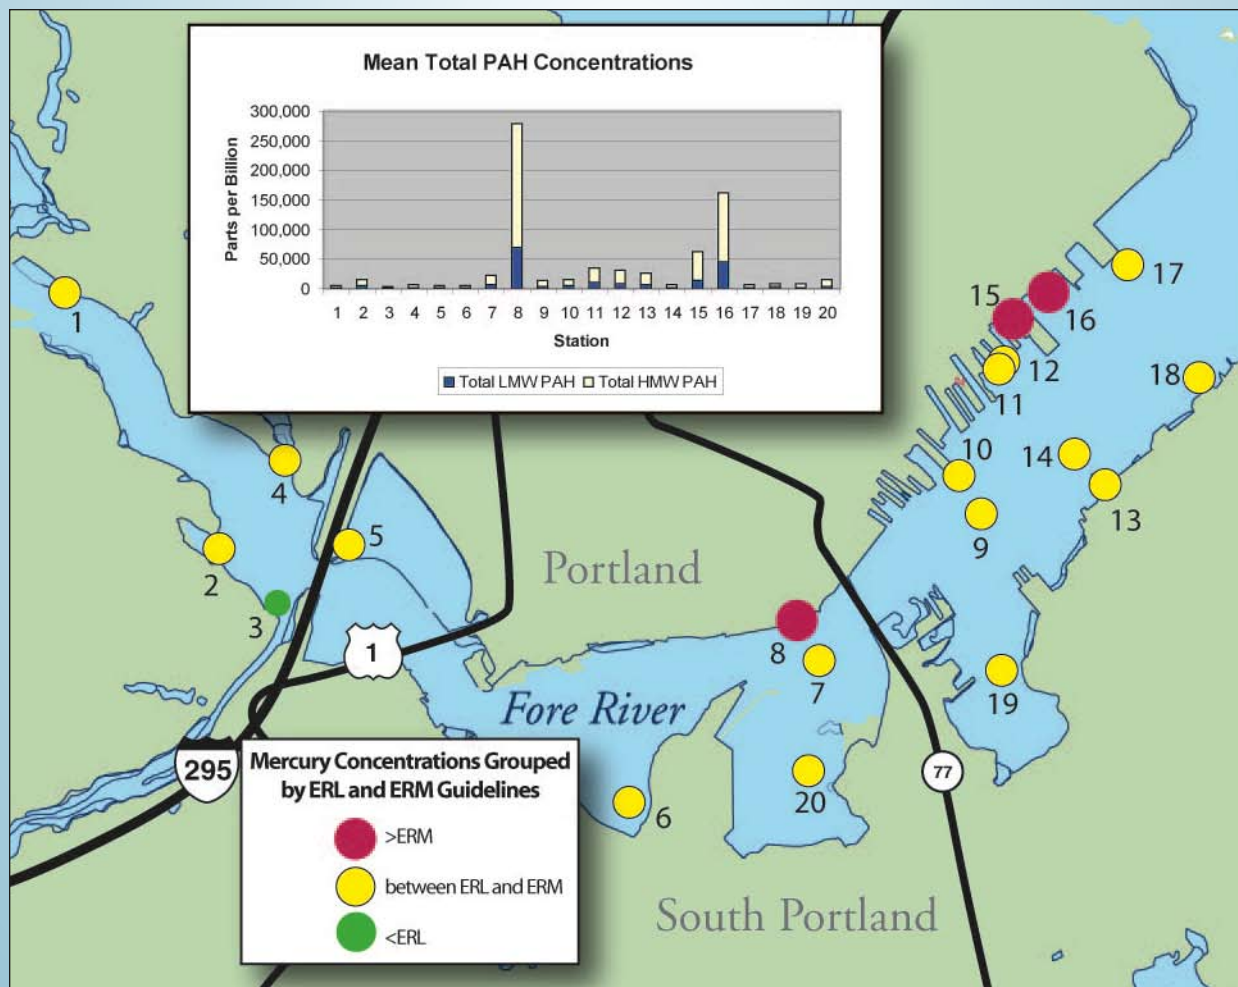 Mean Total PAH Concentrations
300,000
250,000
200,000
150,000
100,000
50,000
0
Parts per Billion
1 2 3 4 5 6 7 8 9 10 11 12 13 14 15 16 17 18 19 20
Station
Total LMW PAH Total HMW PAH
1
2
3
4
5
6
7
8
9
10
11
12
13
14
15
16
17
18
19
20
Portland
1
Fore River
295
77
South Portland
Mercury Concentrations Grouped
by ERL and ERM Guidelines
>ERM
between ERL and ERM
<ERL